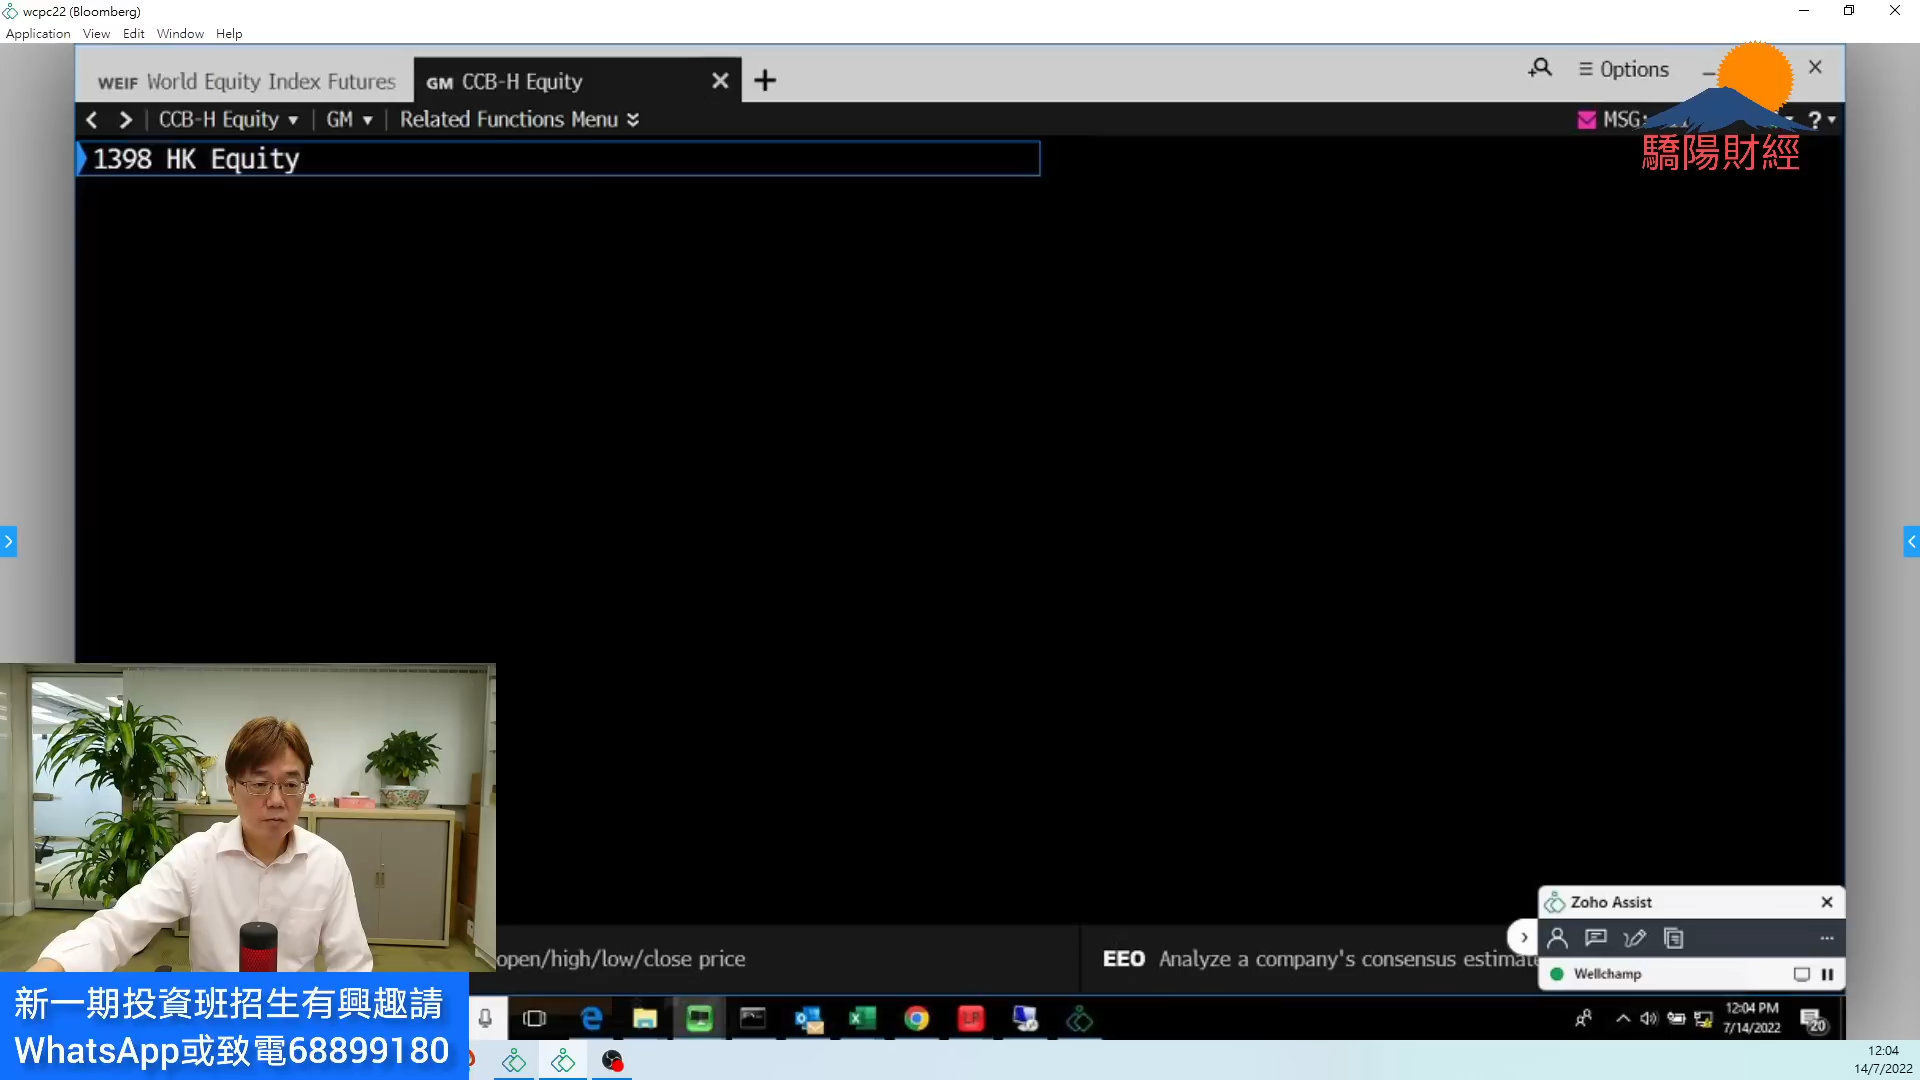 wcpc22 (Bloomberg)
Application View Edit Window Help
WEIF World Equity Index Futures
GM CCB-H Equity
Options
CCB-H Equity
GM
Related Functions Menu
MSG:
?
驕陽財經
1398 HK Equity
open/high/low/close price
EEO Analyze a company's consensus estimate
Zoho Assist
Wellchamp
新一期投資班招生有興趣請
WhatsApp或致電68899180
12:04 PM
7/14/2022
20
12:04
14/7/2022